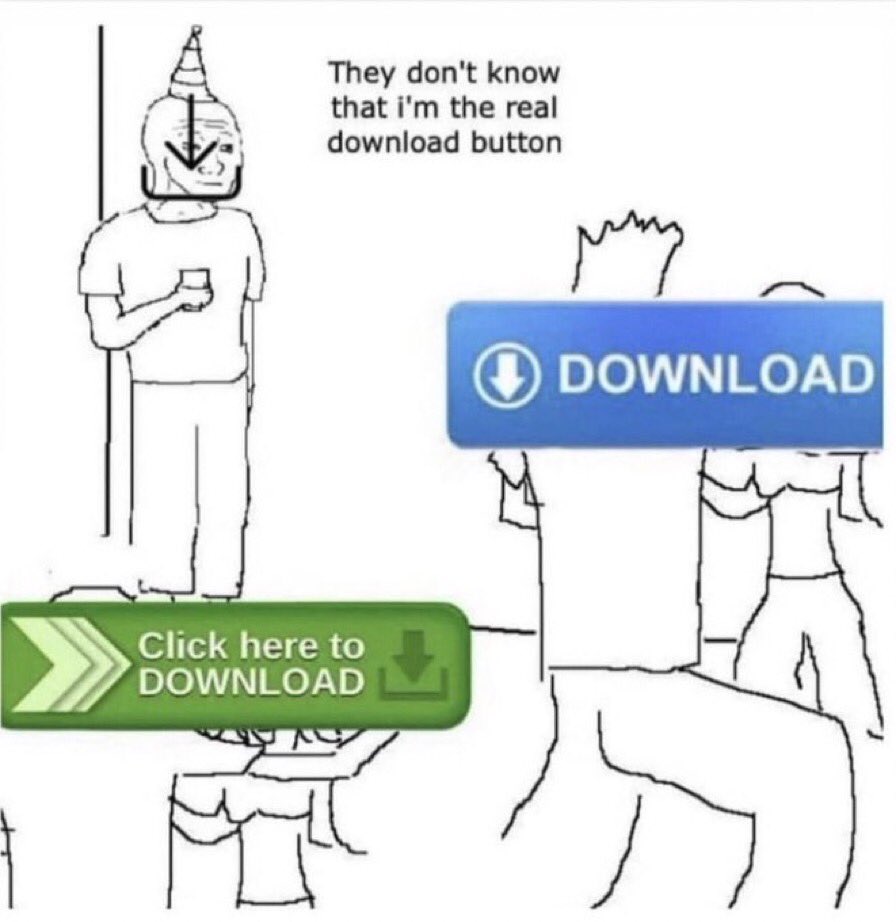 They don't know
that i'm the real
download button
DOWNLOAD
Click here to
DOWNLOAD